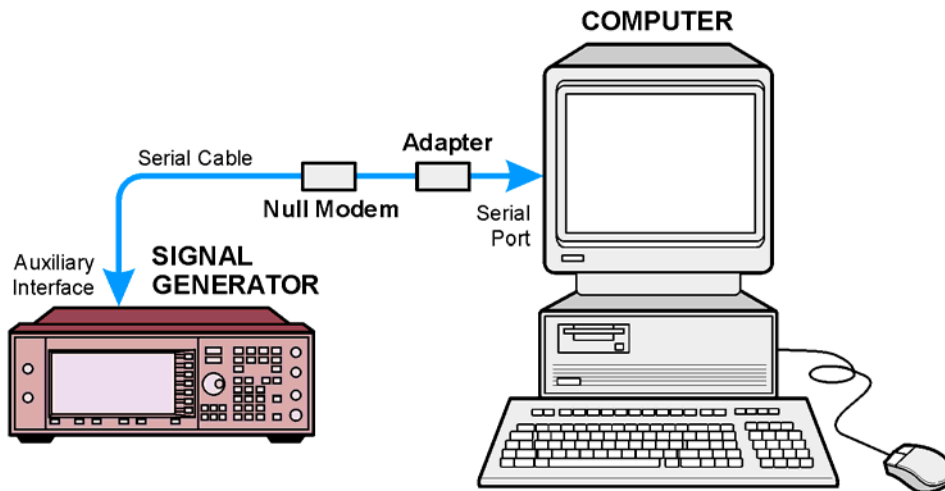 COMPUTER
Adapter
Serial Cable
Null Modem
Serial
Port
SIGNAL
GENERATOR
Auxiliary
Interface